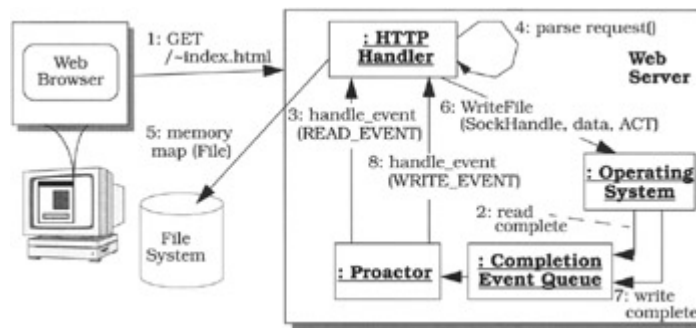 Web
Browser
1: GET
/~index.html
: HTTP
Handler
4: parse request()
Web
Server
5: memory
map (File)
3: handle_event
(READ_EVENT)
6: WriteFile
(SockHandle, data, ACT)
8: handle_event
(WRITE_EVENT)
: Operating
System
2: read
complete
File
System
: Proactor
: Completion
Event Queue
7: write
complete